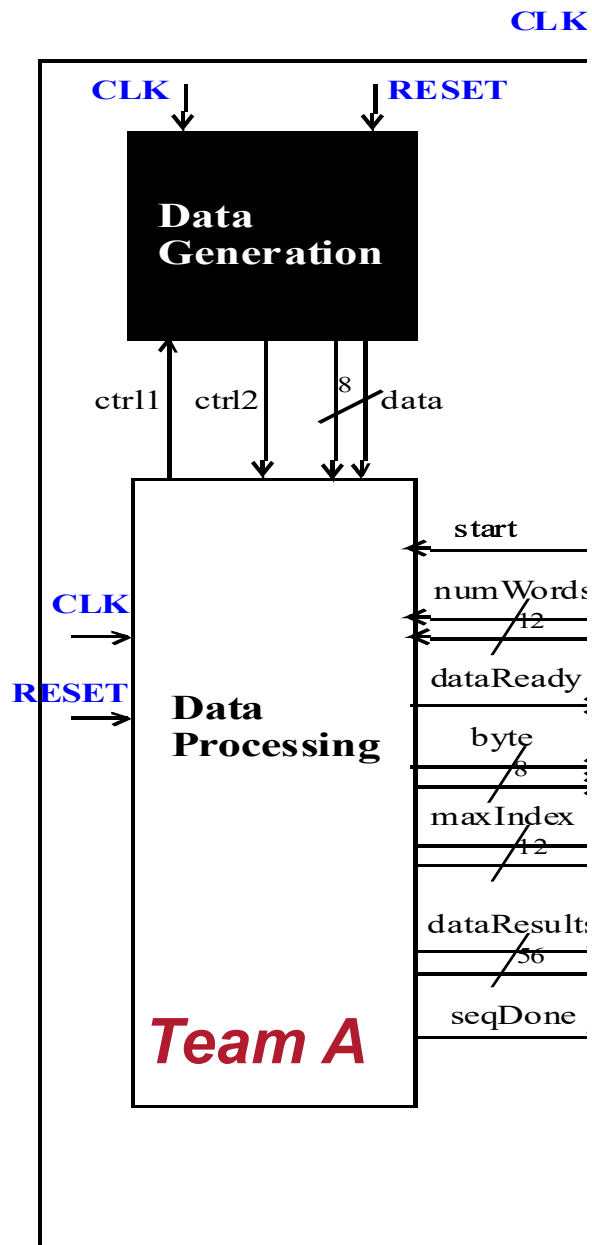 CLK
CLK
RESET
Data
Generation
ctrl1
ctrl2
8
data
start
numWords
12
CLK
dataReady
RESET
Data
Processing
byte
8
maxIndex
12
dataResults
56
seqDone
Team A